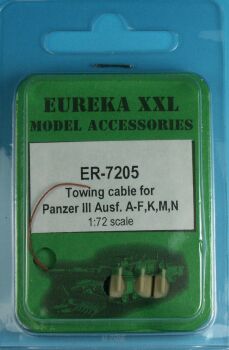 EUREKA XXL
MODEL ACCESSORIES
ER-7205
Towing cable for
Panzer III Ausf. A-F,K,M,N
1:72 scale